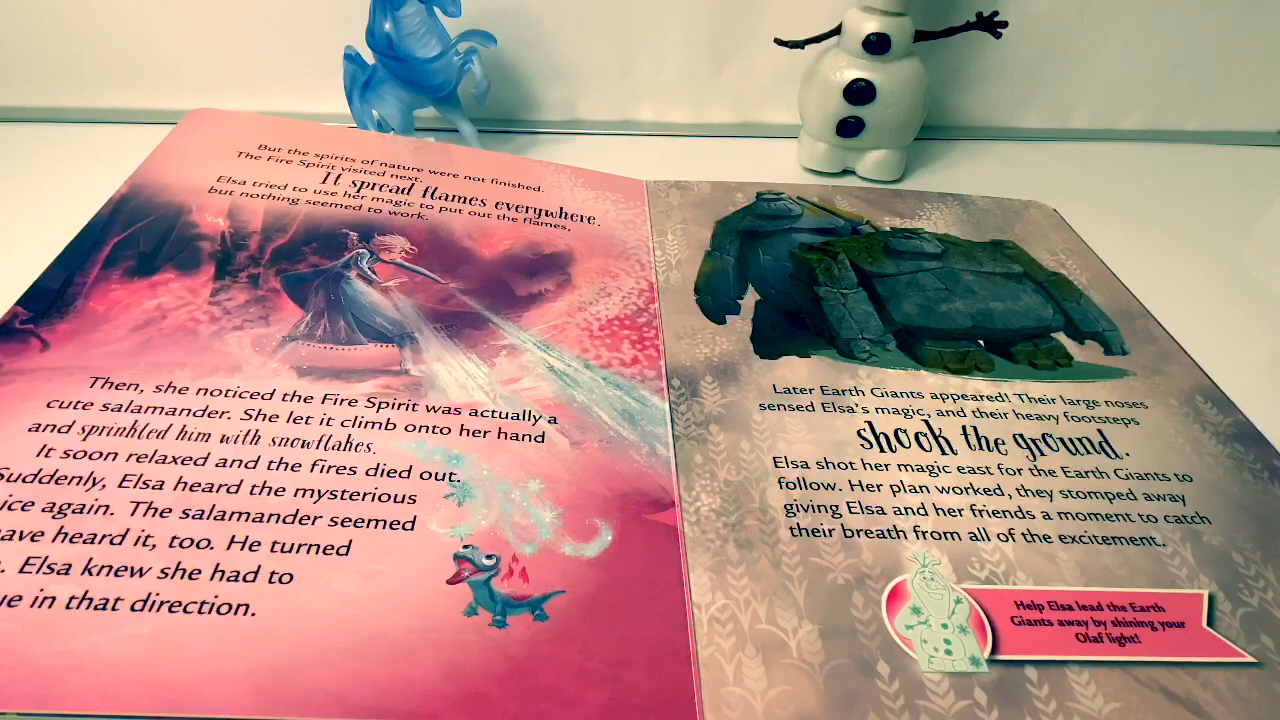 But the spirits of nature were not finished.
The Fire Spirit visited next.
It spread flames everywhere.
Elsa tried to use her magic to put out the flames,
but nothing seemed to work.
Then, she noticed the Fire Spirit was actually a
cute salamander. She let it climb onto her hand
and sprinkled him with snowflakes.
It soon relaxed and the fires died out.
Suddenly, Elsa heard the mysterious
again. The salamander seemed
heard it, too. He turned
Elsa knew she had to
in that direction.
Later Earth Giants appeared! Their large noses
sensed Elsa's magic, and their heavy footsteps
shook the ground.
Elsa shot her magic east for the Earth Giants to
follow. Her plan worked, they stomped away
giving Elsa and her friends a moment to catch
their breath from all of the excitement.
Help Elsa lead the Earth
Giants away by shining your
Olaf light!